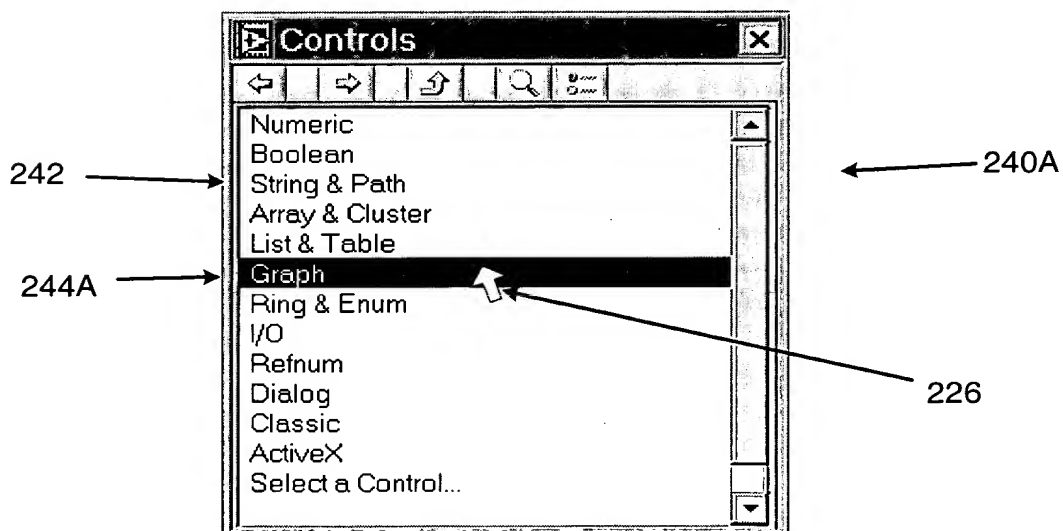 Controls
Numeric
Boolean
242
String & Path
240A
Array & Cluster
List & Table
244A
Graph
Ring & Enum
I/O
Refnum
226
Dialog
Classic
ActiveX
Select a Control...